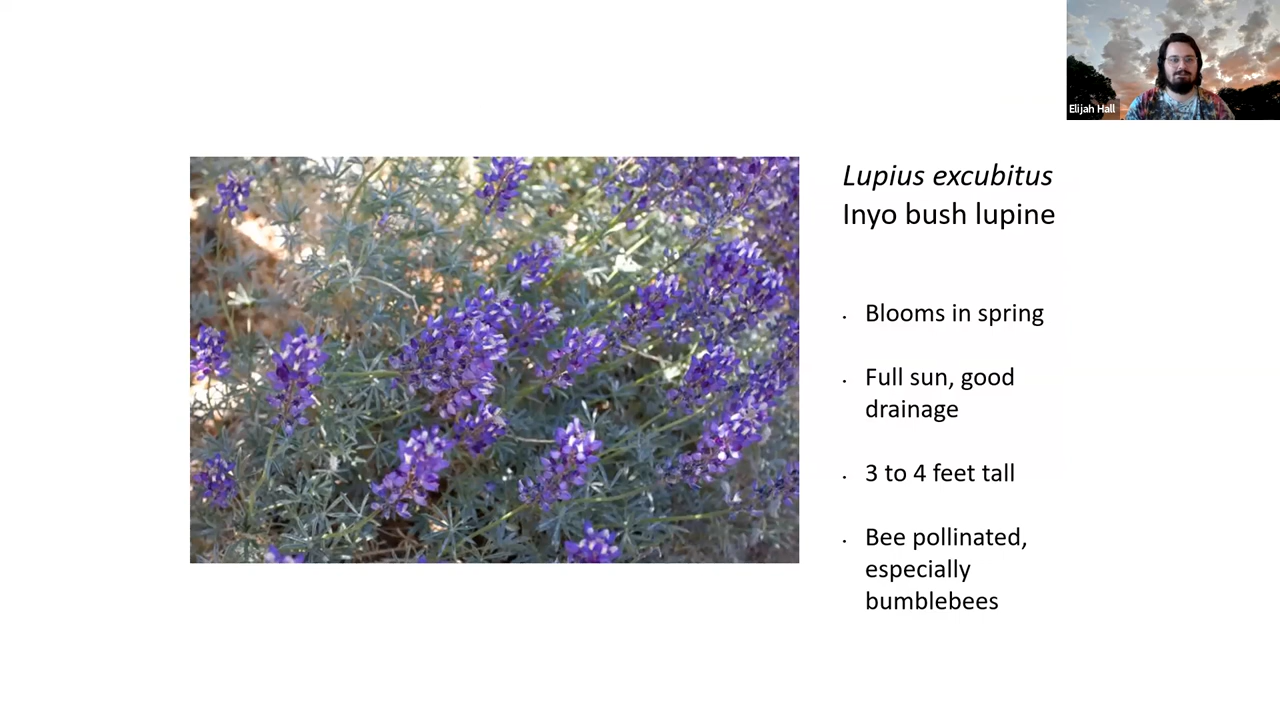 Elijah Hall
Lupius excubitus
Inyo bush lupine
• Blooms in spring
• Full sun, good
drainage
• 3 to 4 feet tall
• Bee pollinated,
especially
bumblebees